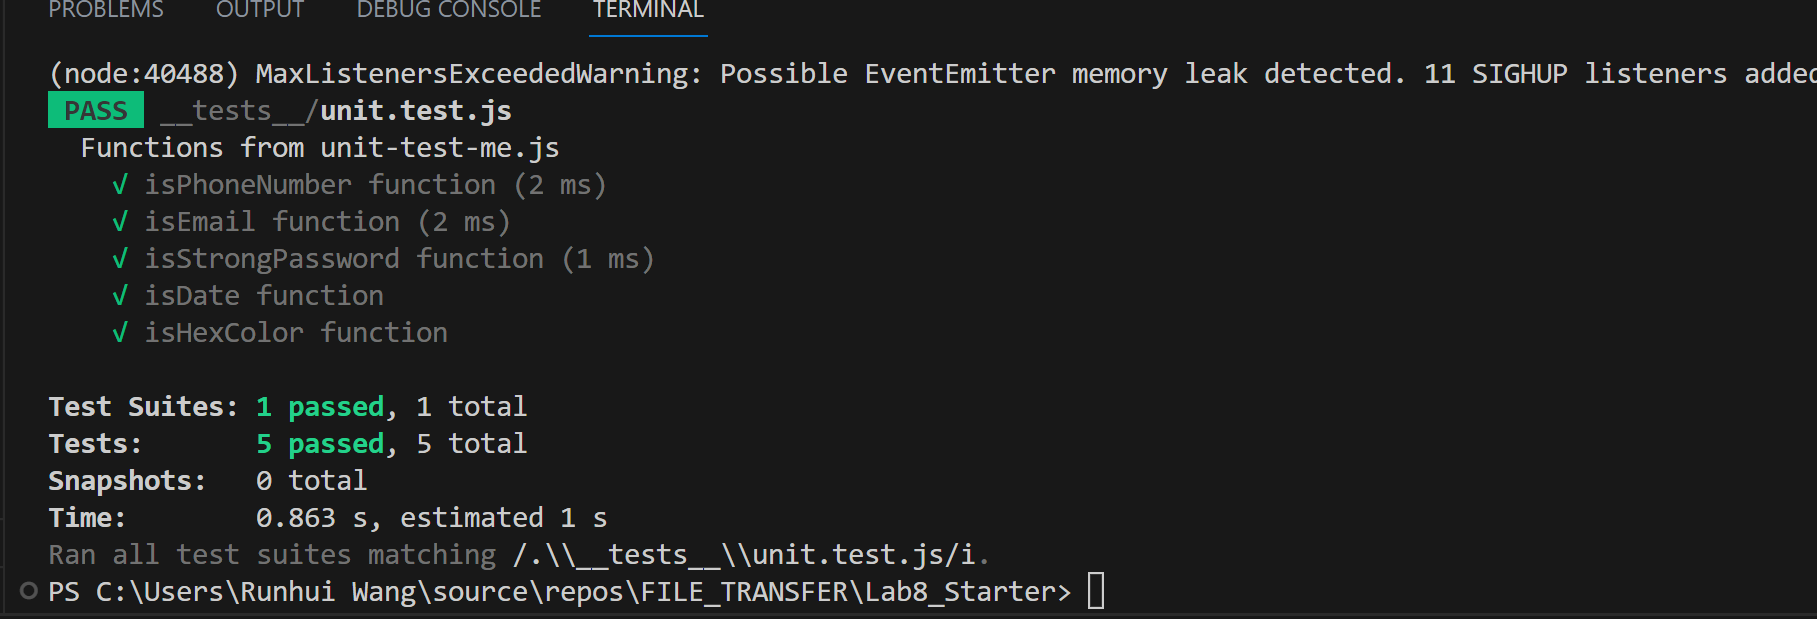 PROBLEMS OUTPUT DEBUG CONSOLE TERMINAL
(node:40488) MaxListenersExceededWarning: Possible EventEmitter memory leak detected. 11 SIGHUP listeners added
PASS __tests__/unit.test.js
Functions from unit-test-me.js
√ isPhoneNumber function (2 ms)
√ isEmail function (2 ms)
√ isStrongPassword function (1 ms)
√ isDate function
√ isHexColor function
Test Suites: 1 passed, 1 total
Tests: 5 passed, 5 total
Snapshots: 0 total
Time: 0.863 s, estimated 1 s
Ran all test suites matching /.\\__tests__\\unit.test.js/i.
PS C:\Users\Runhui Wang\source\repos\FILE_TRANSFER\Lab8_Starter>